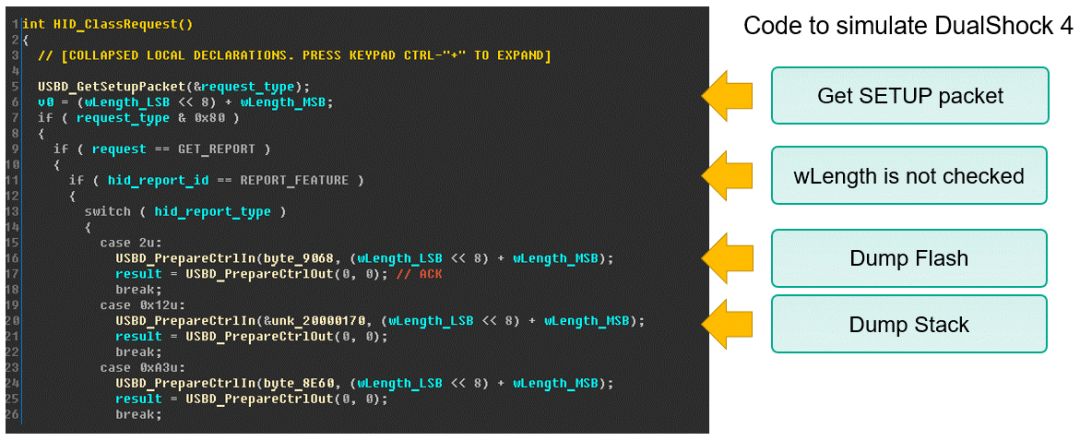 Code to simulate DualShock 4
1 int HID_ClassRequest()
2 {
3 // [COLLAPSED LOCAL DECLARATIONS. PRESS KEYPAD CTRL-"+" TO EXPAND]
4
5 USBD_GetSetupPacket(&request_type);
6 v0 = (wLength_LSB << 8) + wLength_MSB;
7 if ( request_type & 0x80 )
8 {
9 if ( request == GET_REPORT )
10 {
11 if ( hid_report_id == REPORT_FEATURE )
12 {
13 switch ( hid_report_type )
14 {
15 case 2u:
16 USBD_PrepareCtrlIn(byte_9068, (wLength_LSB << 8) + wLength_MSB);
17 result = USBD_PrepareCtrlOut(0, 0); // ACK
18 break;
19 case 0x12u:
20 USBD_PrepareCtrlIn(&unk_20000170, (wLength_LSB << 8) + wLength_MSB);
21 result = USBD_PrepareCtrlOut(0, 0);
22 break;
23 case 0xA3u:
24 USBD_PrepareCtrlIn(byte_8E60, (wLength_LSB << 8) + wLength_MSB);
25 result = USBD_PrepareCtrlOut(0, 0);
26 break;
Get SETUP packet
wLength is not checked
Dump Flash
Dump Stack